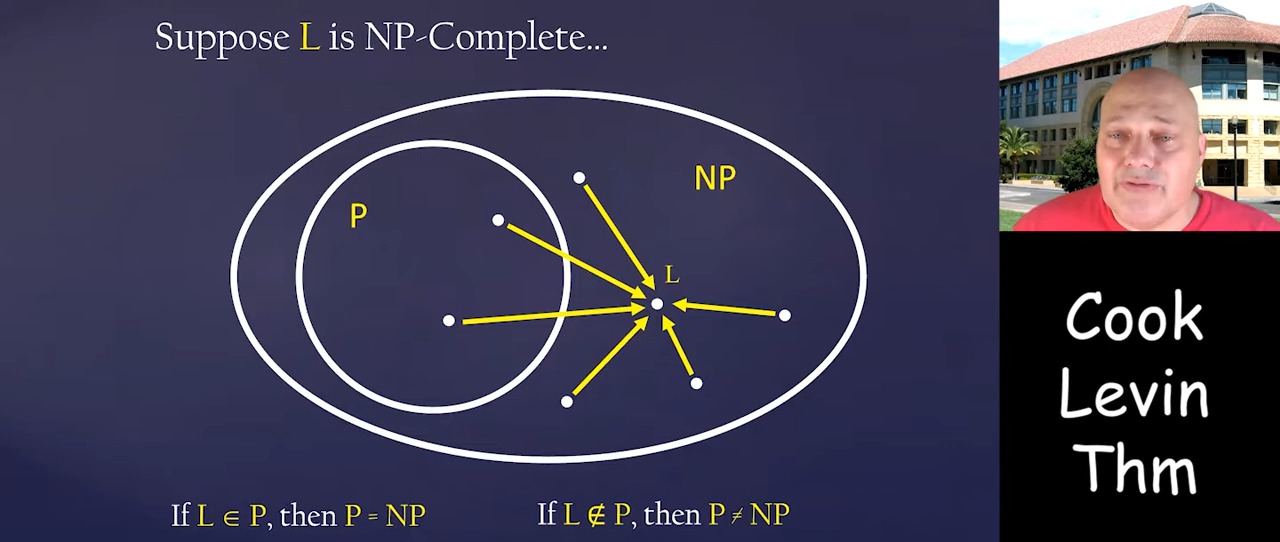 Suppose L is NP-Complete...
P
NP
L
If L ∈ P, then P = NP
If L ∉ P, then P ≠ NP
Cook
Levin
Thm